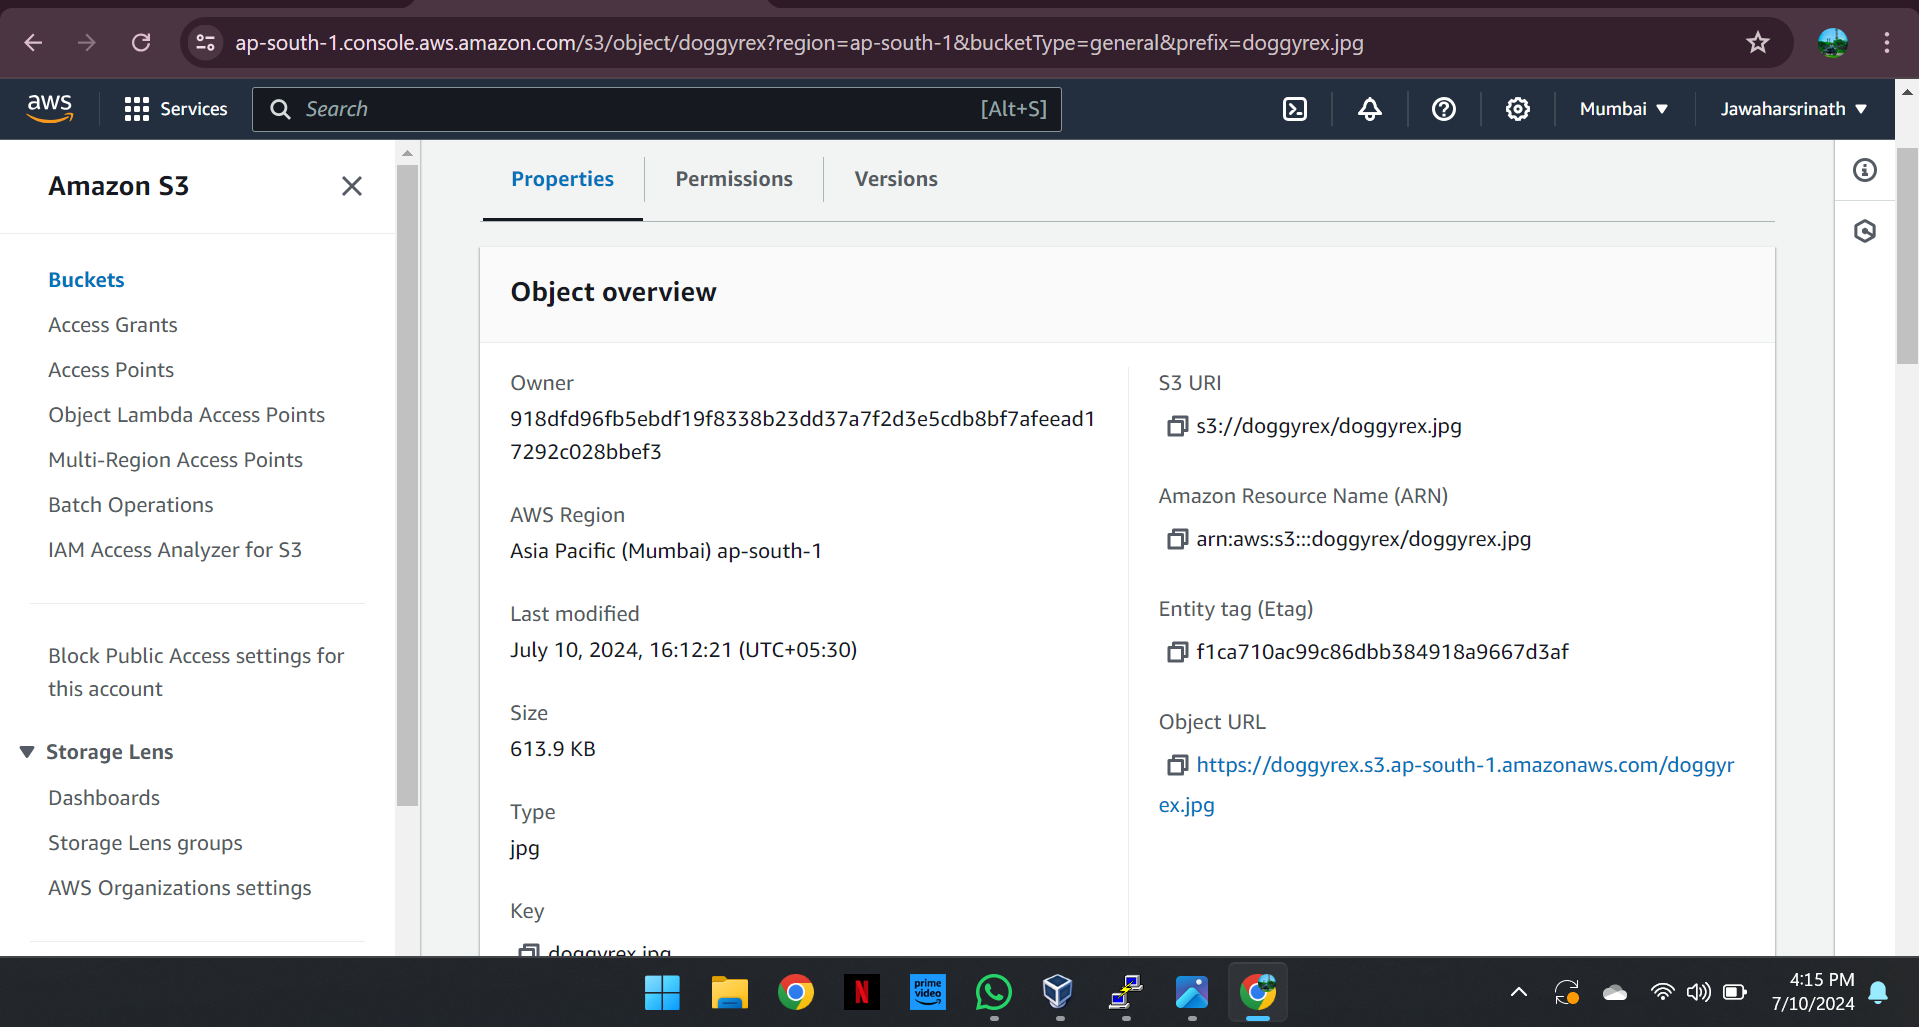 ap-south-1.console.aws.amazon.com/s3/object/doggyrex?region=ap-south-1&bucketType=general&prefix=doggyrex.jpg
aws
Services
Search
[Alt+S]
Mumbai
Jawaharsrinath
Amazon S3
Buckets
Access Grants
Access Points
Object Lambda Access Points
Multi-Region Access Points
Batch Operations
IAM Access Analyzer for S3
Block Public Access settings for
this account
Storage Lens
Dashboards
Storage Lens groups
AWS Organizations settings
Properties
Permissions
Versions
Object overview
Owner
918dfd96fb5ebdf19f8338b23dd37a7f2d3e5cdb8bf7afeead1
7292c028bbef3
AWS Region
Asia Pacific (Mumbai) ap-south-1
Last modified
July 10, 2024, 16:12:21 (UTC+05:30)
Size
613.9 KB
Type
jpg
Key
doggyrex.jpg
S3 URI
s3://doggyrex/doggyrex.jpg
Amazon Resource Name (ARN)
arn:aws:s3:::doggyrex/doggyrex.jpg
Entity tag (Etag)
f1ca710ac99c86dbb384918a9667d3af
Object URL
https://doggyrex.s3.ap-south-1.amazonaws.com/doggyr
ex.jpg
N
prime
video
4:15 PM
7/10/2024